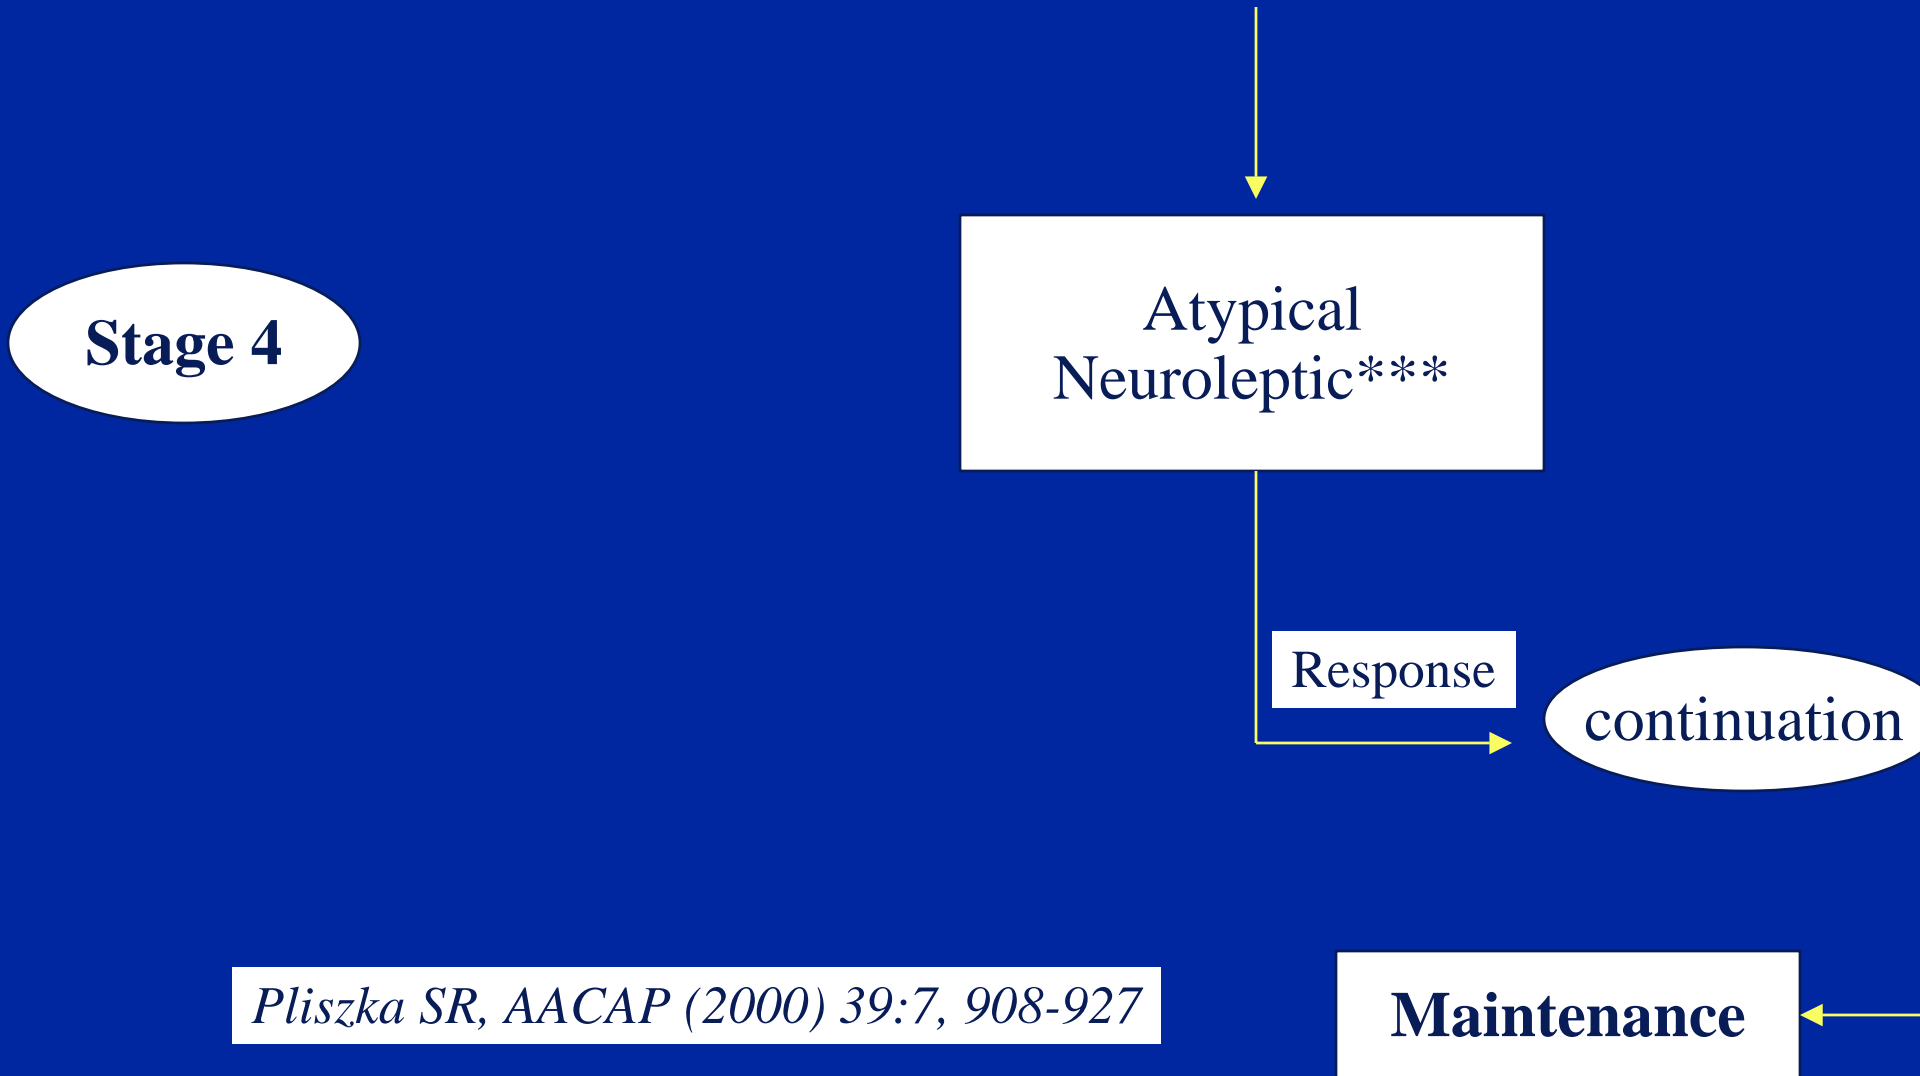 Stage 4
Atypical
Neuroleptic***
Response
continuation
Pliszka SR, AACAP (2000) 39:7, 908-927
Maintenance